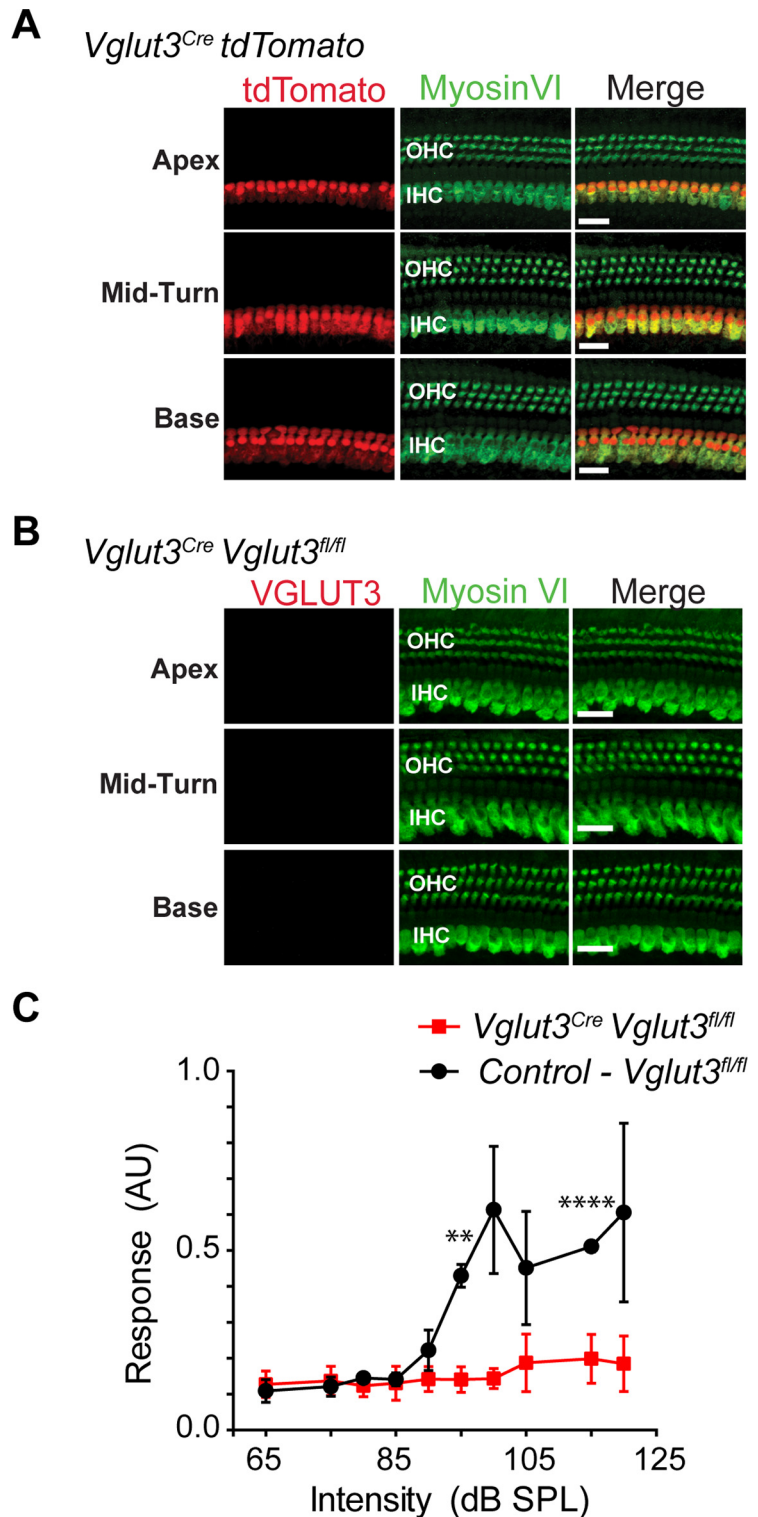 A
Vglut3Cre tdTomato
tdTomato MyosinVI Merge
Apex OHC
IHC
Mid-Turn OHC
IHC
Base OHC
IHC
B
Vglut3Cre Vglut3fl/fl
VGLUT3 Myosin VI Merge
Apex OHC
IHC
Mid-Turn OHC
IHC
Base OHC
IHC
C
Vglut3Cre Vglut3fl/fl
Control - Vglut3fl/fl
1.0
0.5
0.0
Response (AU)
**
****
65 85 105 125
Intensity (dB SPL)